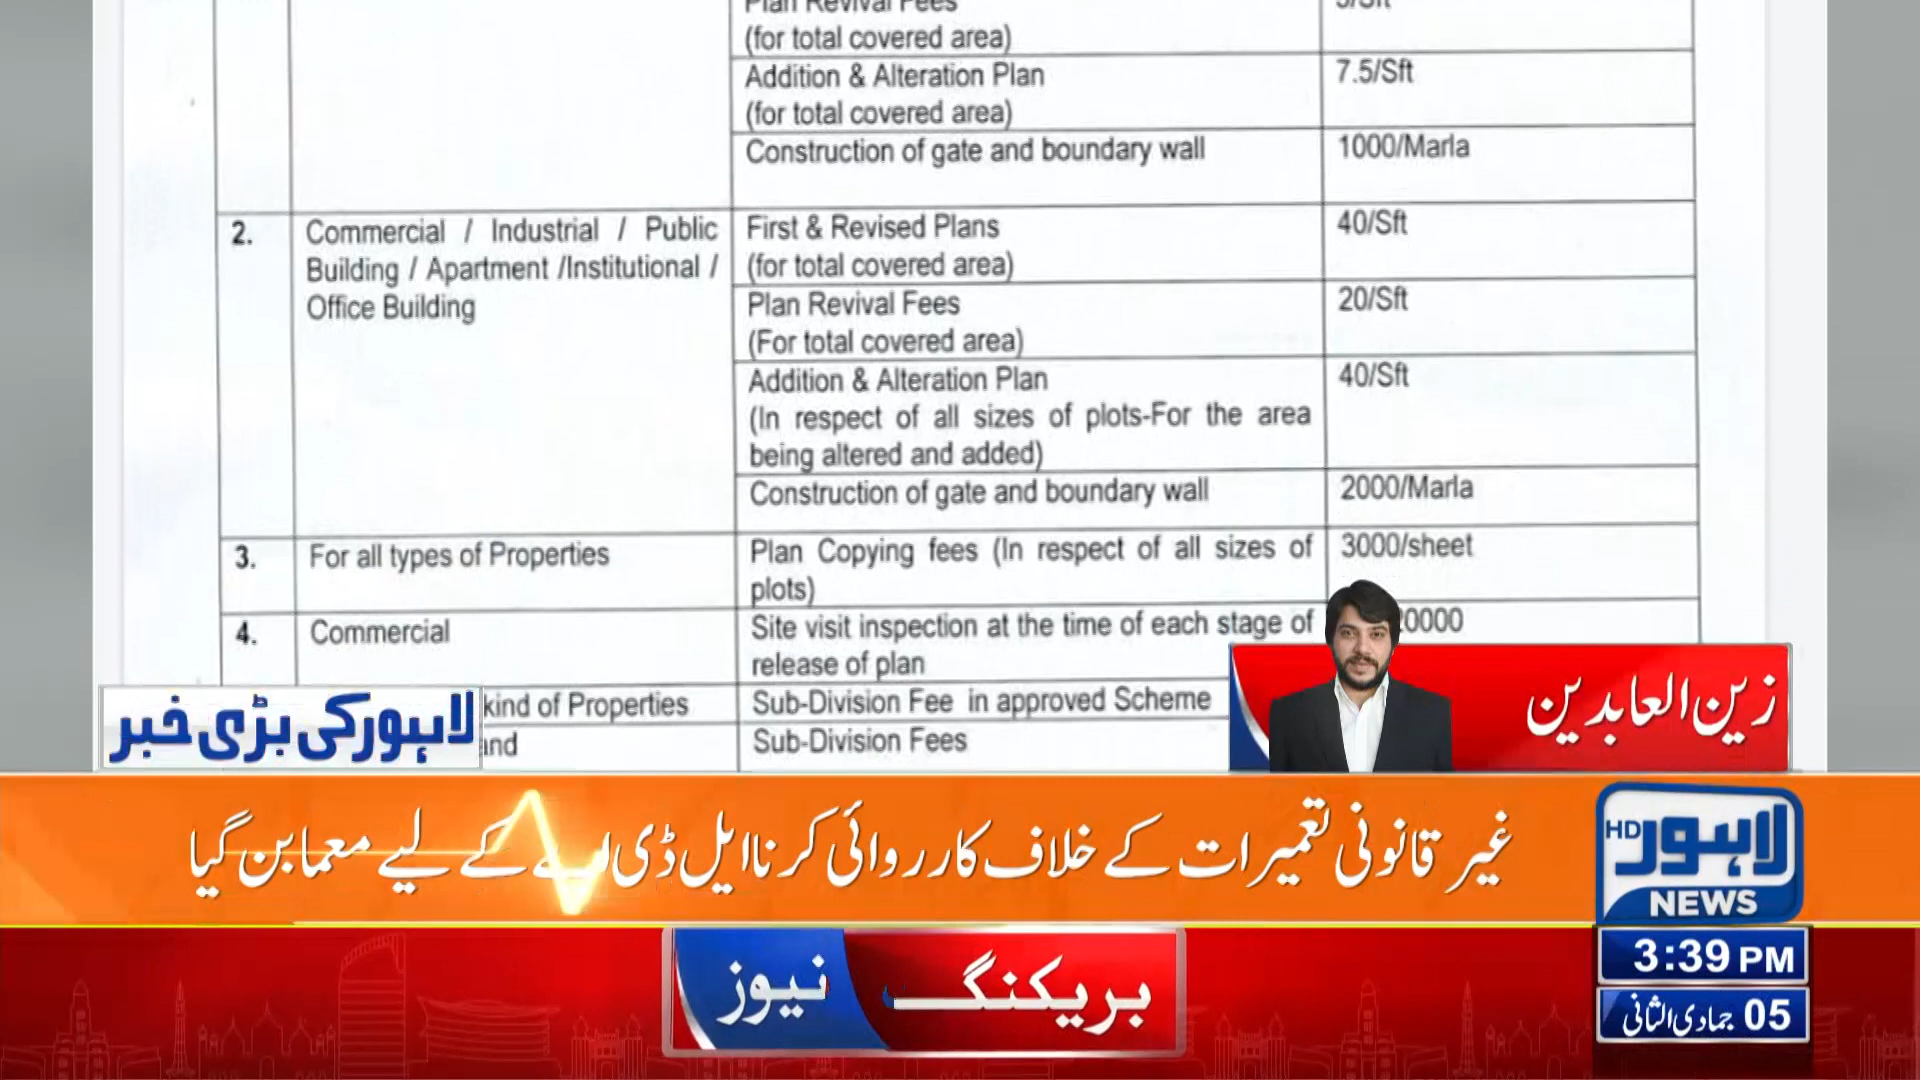 Plan Revival Fees
(for total covered area)
5/Sft
Addition & Alteration Plan
(for total covered area)
7.5/Sft
Construction of gate and boundary wall
1000/Marla
2.
Commercial / Industrial / Public
Building / Apartment /Institutional /
Office Building
First & Revised Plans
(for total covered area)
40/Sft
Plan Revival Fees
(For total covered area)
20/Sft
Addition & Alteration Plan
(In respect of all sizes of plots-For the area
being altered and added)
40/Sft
Construction of gate and boundary wall
2000/Marla
3.
For all types of Properties
Plan Copying fees (In respect of all sizes of
plots)
3000/sheet
4.
Commercial
Site visit inspection at the time of each stage of
release of plan
0000
kind of Properties
Sub-Division Fee in approved Scheme
Sub-Division Fees
زین العابدین
لاہور کی بڑی خبر
غیر قانونی تعمیرات کے خلاف کارروائی کرنا ایل ڈی اے کے لیے معما بن گیا
لاہور HD
NEWS
بریکنگ نیوز
3:39 PM
05 جمادی الثانی